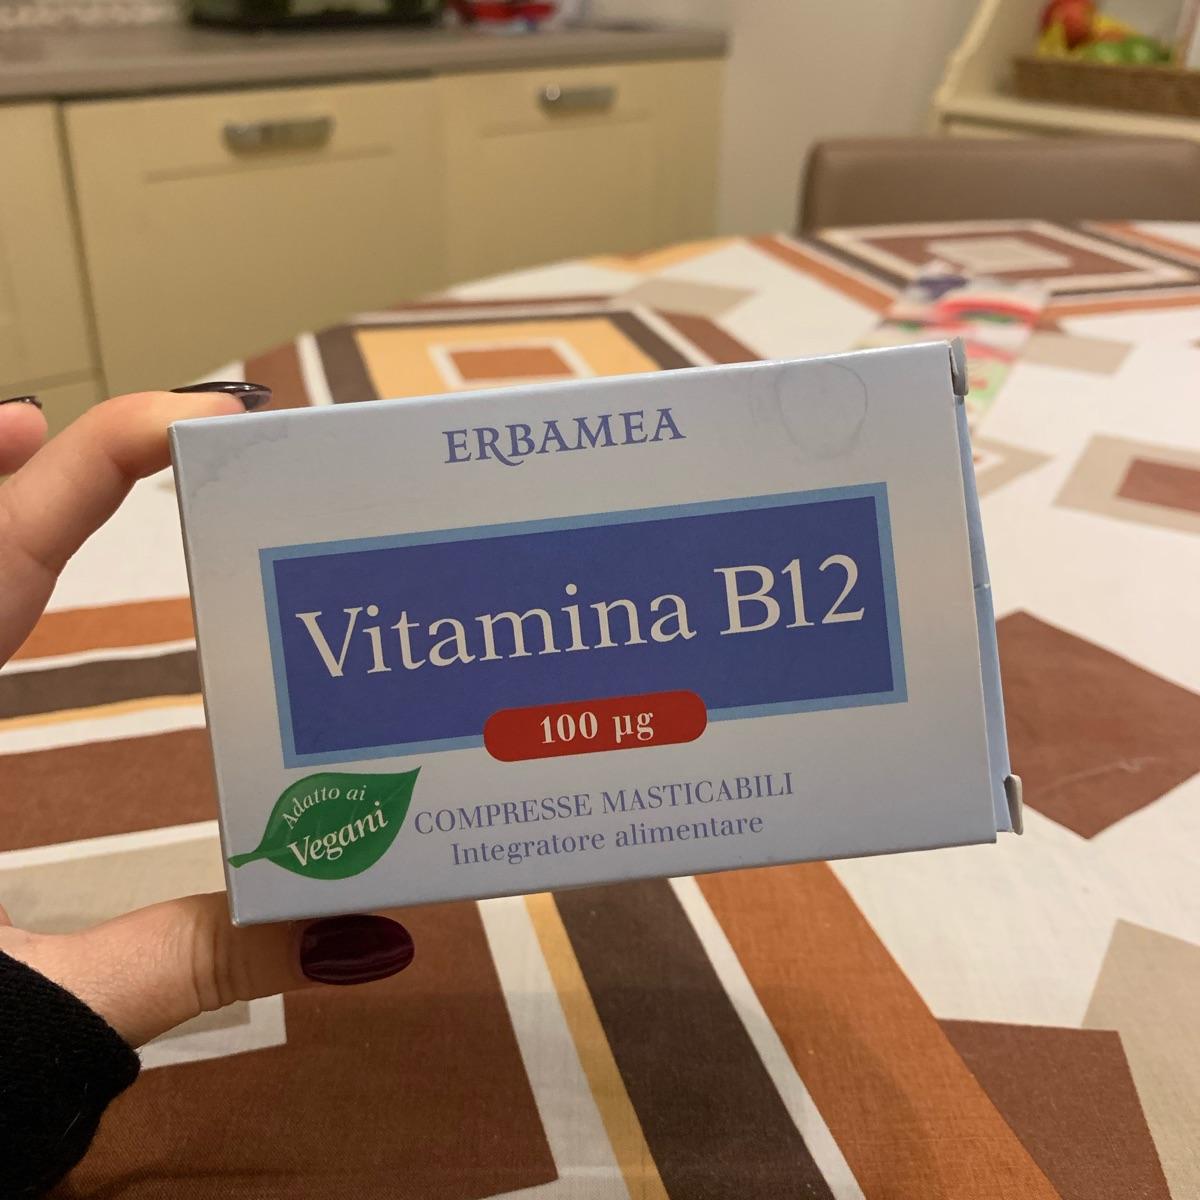 ERBAMEA
Vitamina B12
100 µg
Adatto ai
Vegani
COMPRESSE MASTICABILI
Integratore alimentare